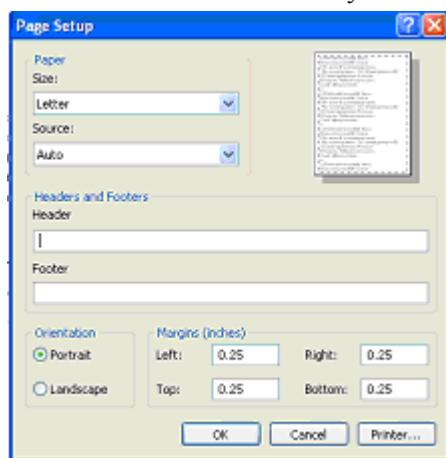 Page Setup
Paper
Size:
Letter
Source:
Auto
Headers and Footers
Header
Footer
Orientation
Portrait
Landscape
Margins (inches)
Left: 0.25 Right: 0.25
Top: 0.25 Bottom: 0.25
OK Cancel Printer...